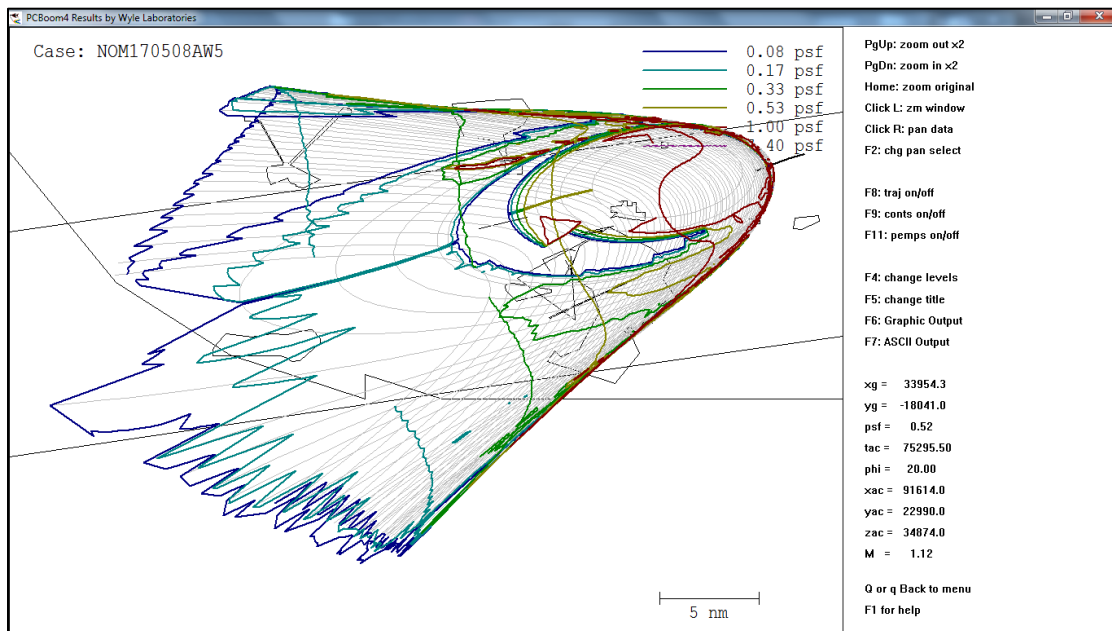 PCBoom4 Results by Wyle Laboratories
Case: NOM170508AW5
0.08 psf
0.17 psf
0.33 psf
0.53 psf
1.00 psf
40 psf
5 nm
PgUp: zoom out x2
PgDn: zoom in x2
Home: zoom original
Click L: zm window
Click R: pan data
F2: chg pan select
F8: traj on/off
F9: conts on/off
F11: pemps on/off
F4: change levels
F5: change title
F6: Graphic Output
F7: ASCII Output
xg = 33954.3
yg = -18041.0
psf = 0.52
tac = 75295.50
phi = 20.00
xac = 91614.0
yac = 22990.0
zac = 34874.0
M = 1.12
Q or q Back to menu
F1 for help